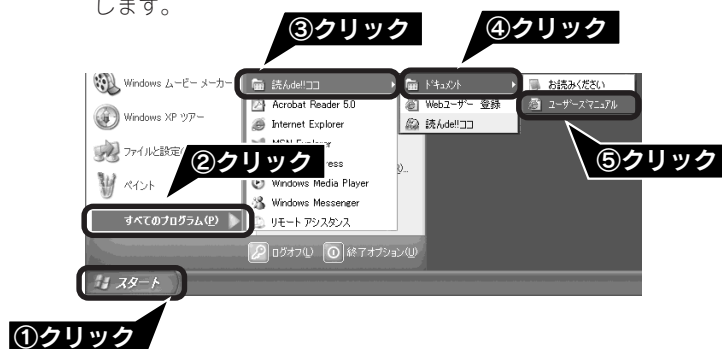 します。
③クリック
④クリック
Windows ムービー メーカー
読んde!!ココ
ドキュメント
お読みください
Acrobat Reader 5.0
Webユーザー 登録
ユーザーズマニュアル
Windows XP ツアー
Internet Explorer
読んde!!ココ
ファイルと設定
②クリック
⑤クリック
ペイント
Windows Media Player
Windows Messenger
すべてのプログラム(P)
リモート アシスタンス
ログオフ(L)
終了オプション(U)
スタート
①クリック